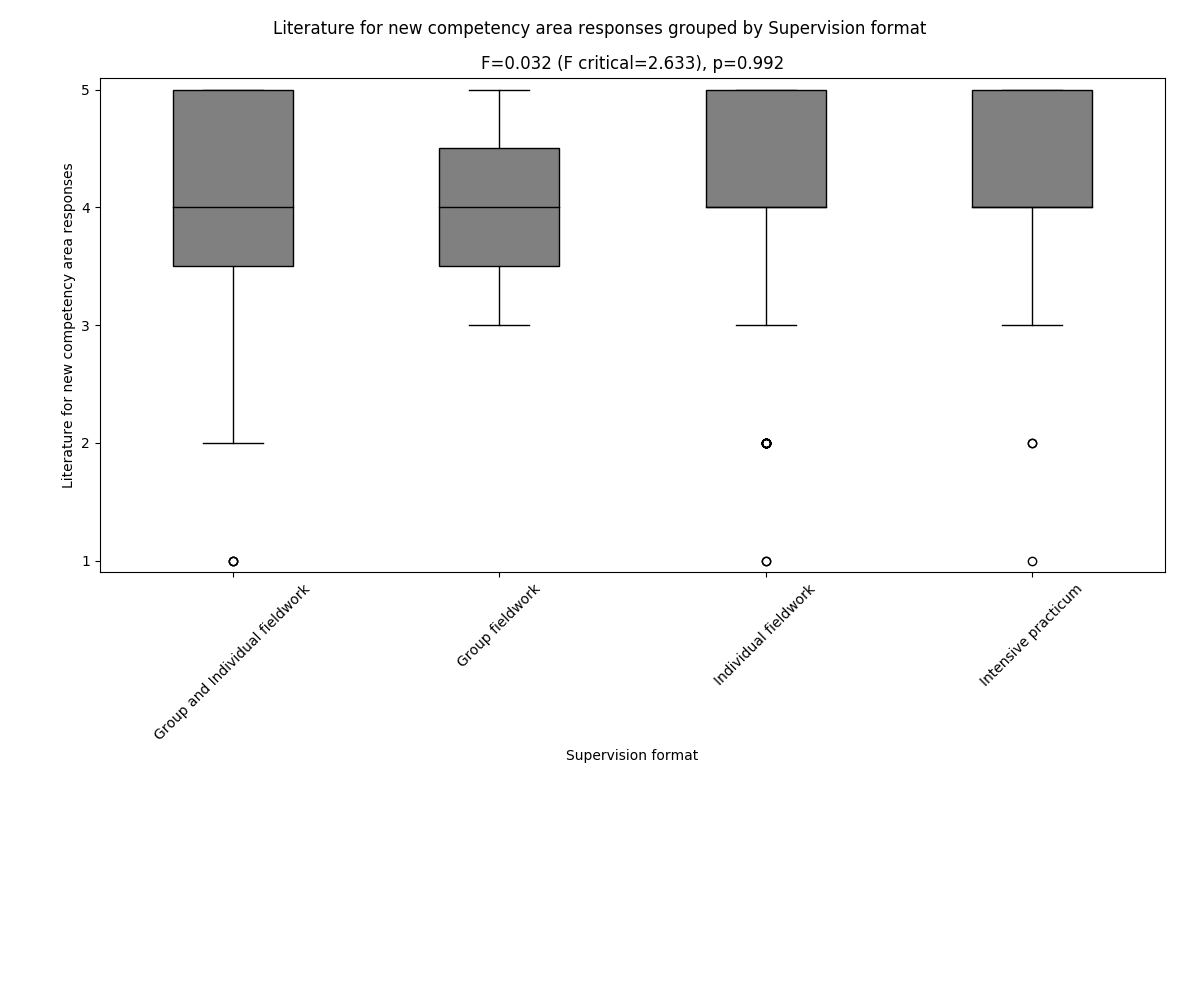 Literature for new competency area responses grouped by Supervision format
F=0.032 (F critical=2.633), p=0.992
Literature for new competency area responses
5
4
3
2
1
Group and Individual fieldwork
Group fieldwork
Individual fieldwork
Intensive practicum
Supervision format